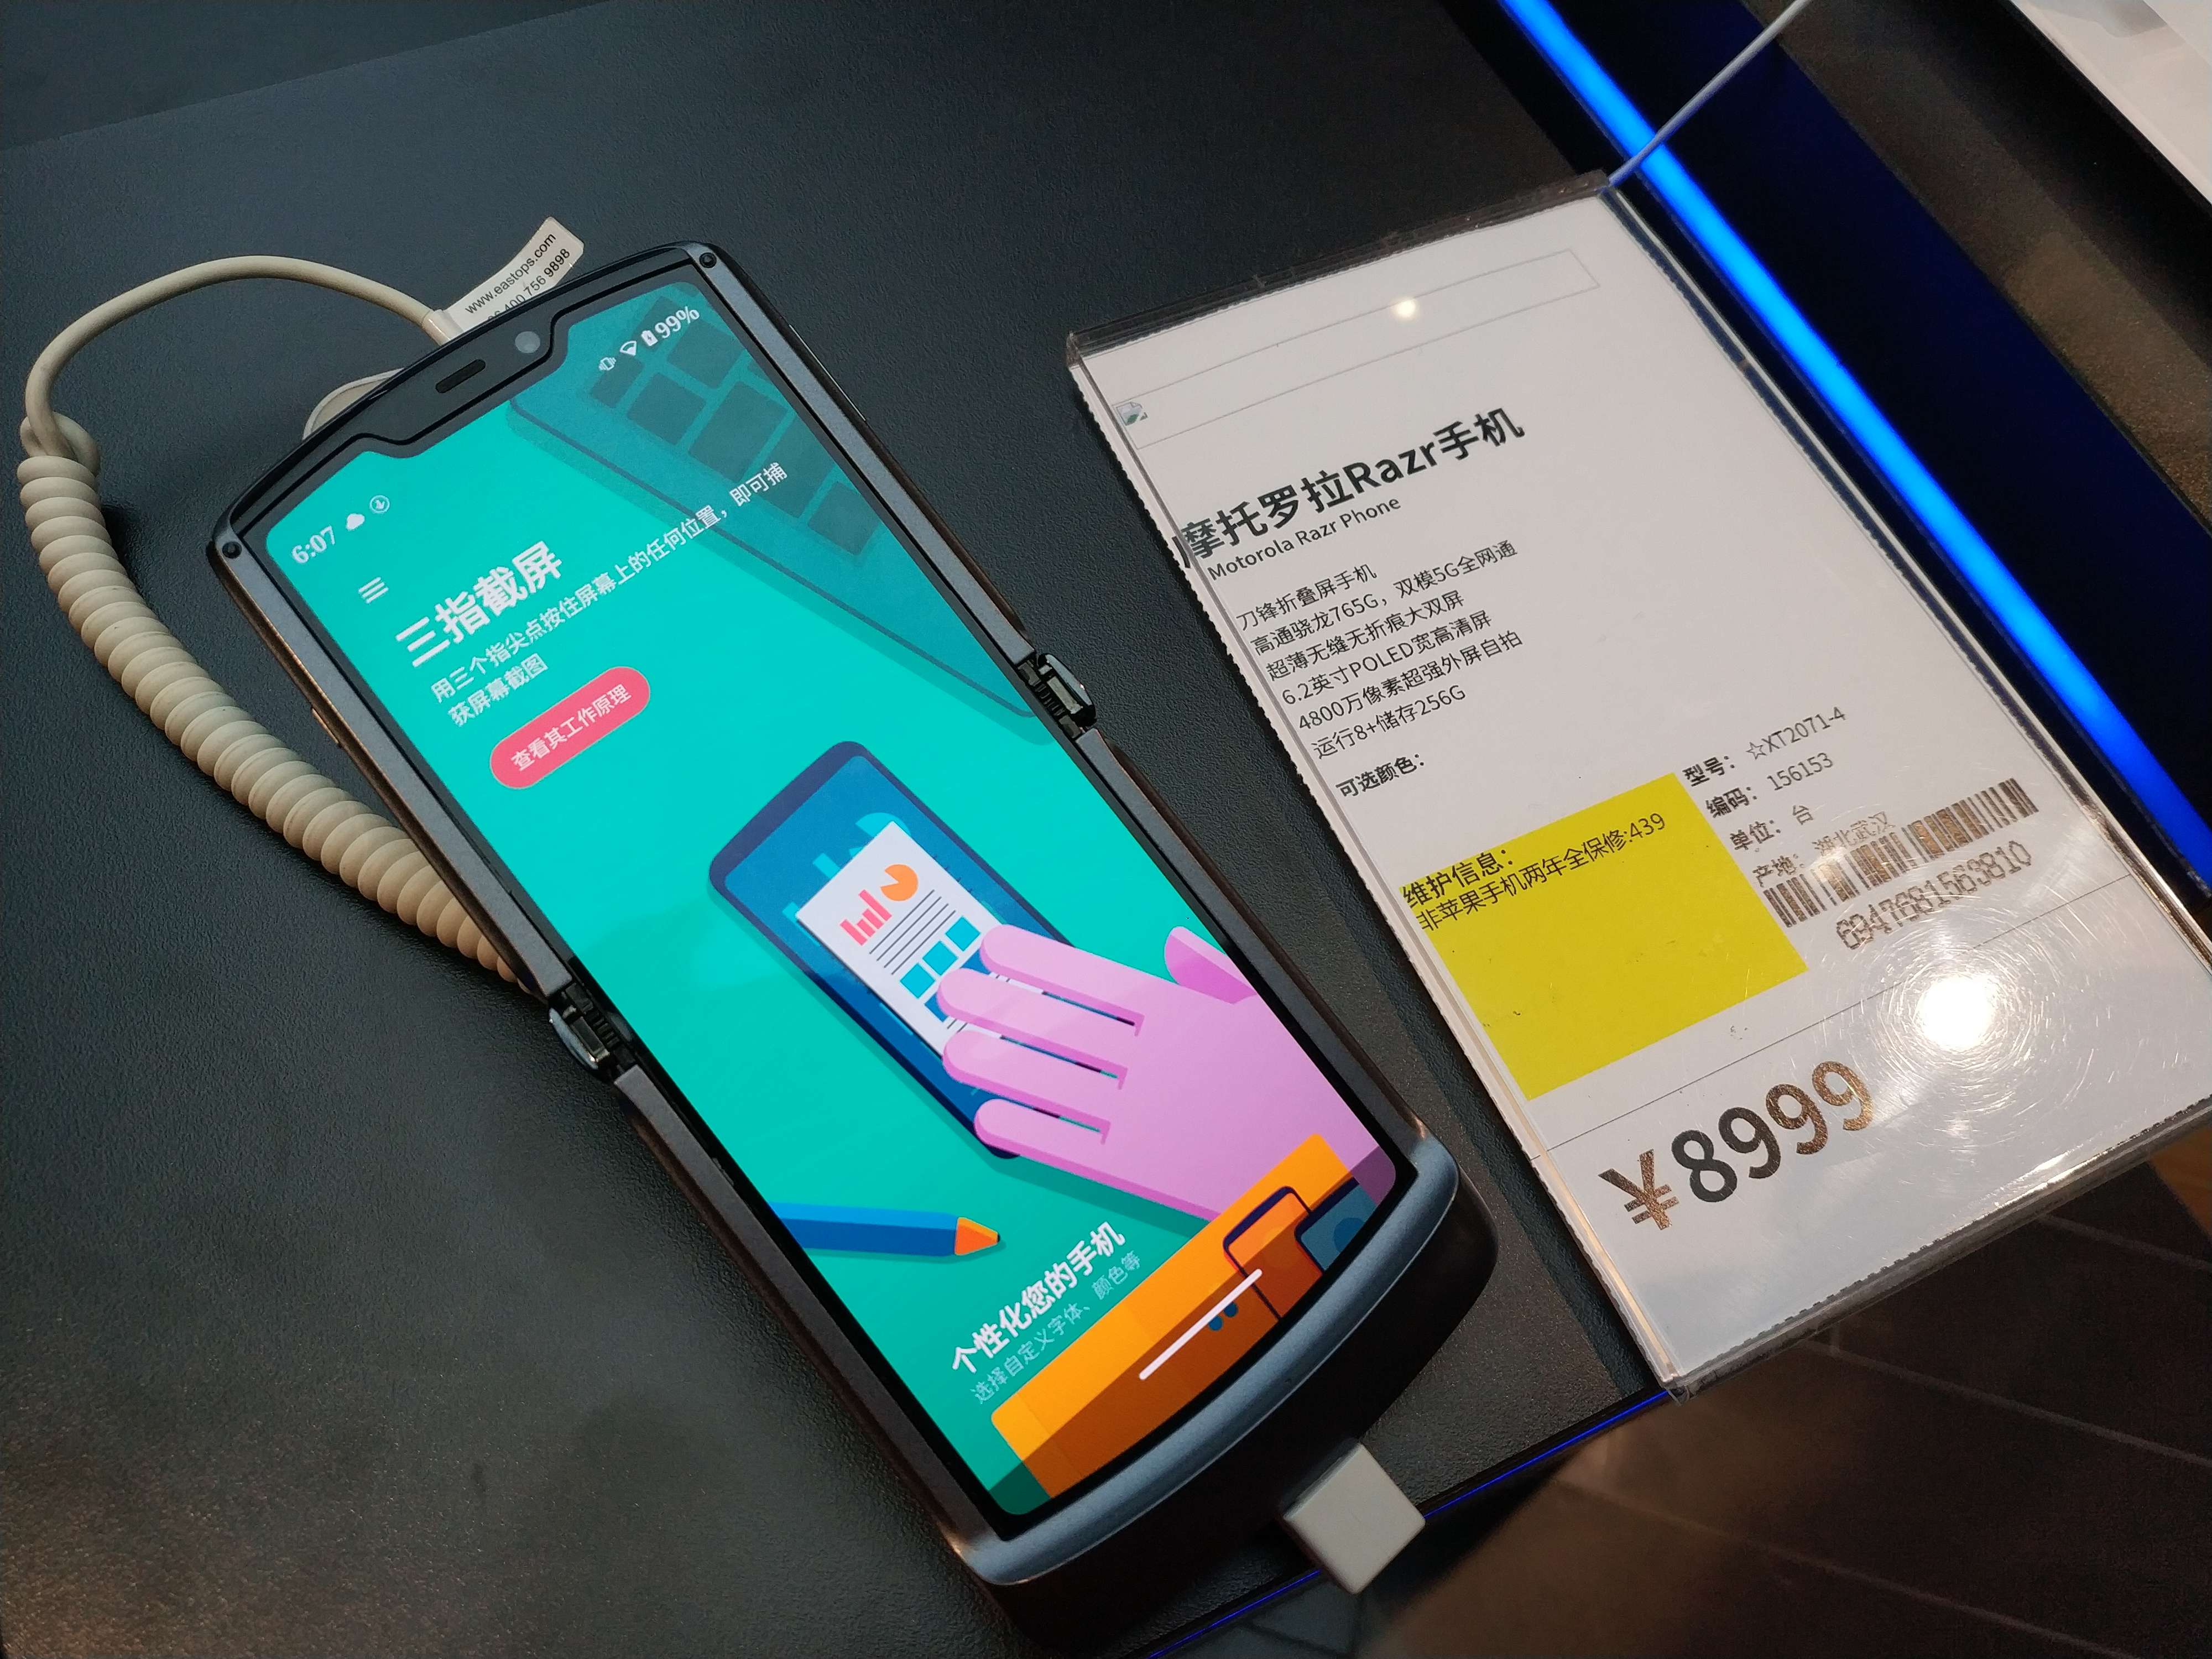 www.eastops.com
400 756 9898
99%
6:07
三指截屏
用三个指尖点按住屏幕上的任何位置，即可捕
获屏幕截图
查看其工作原理
个性化您的手机
选择自定义字体、颜色等
摩托罗拉Razr手机
Motorola Razr Phone
刀锋折叠屏手机
高通骁龙765G，双模5G全网通
超薄无缝无折痕大双屏
6.2英寸POLED宽高清屏
4800万像素超强外屏自拍
运行8+储存256G
可选颜色：
型号：☆XT2071-4
编码：156153
单位：台
产地：湖北武汉
6947681563810
维护信息：
非苹果手机两年全保修:439
¥8999